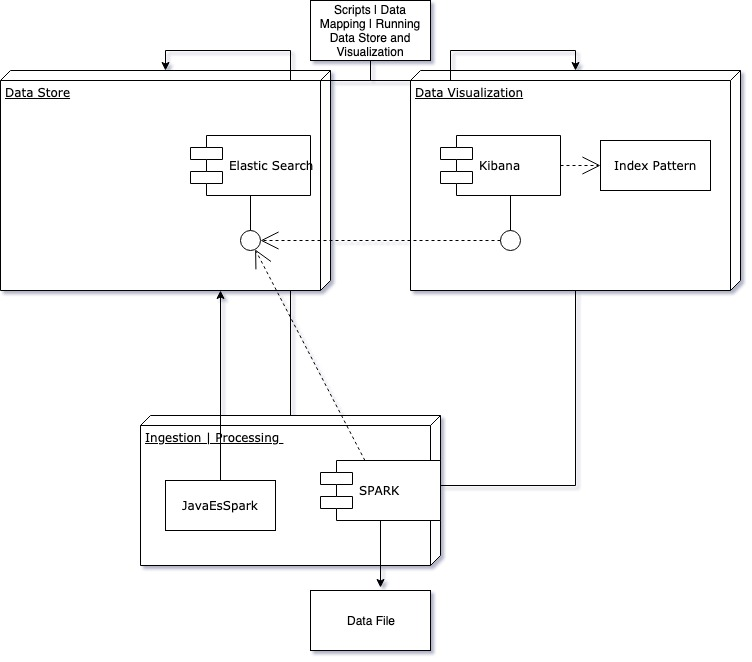 Scripts | Data
Mapping | Running
Data Store and
Visualization
Data Store
Data Visualization
Elastic Search
Kibana
Index Pattern
Ingestion | Processing
SPARK
JavaEsSpark
Data File